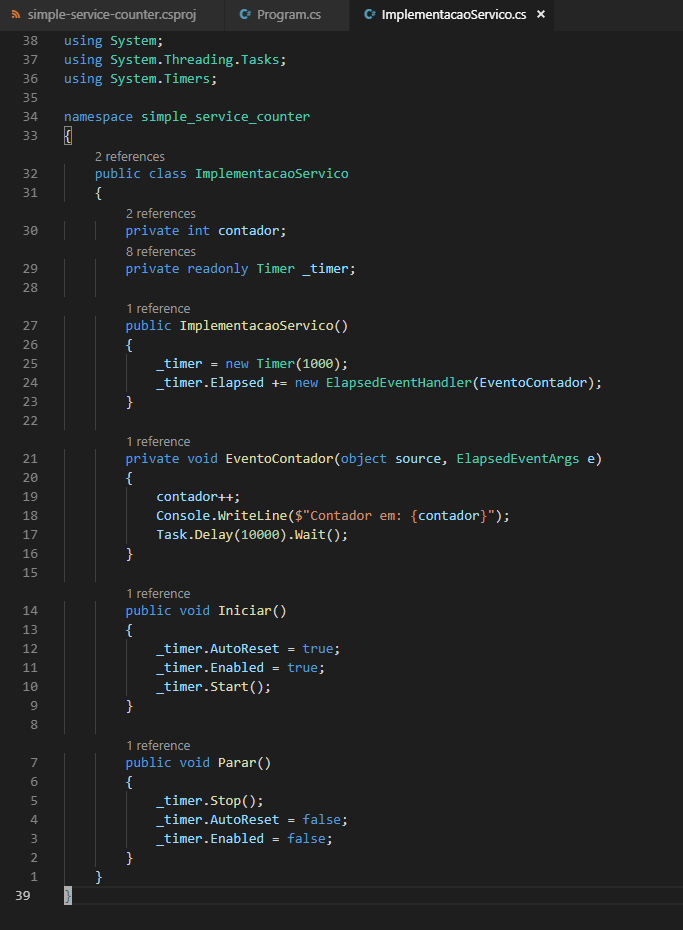 simple-service-counter.csproj Program.cs ImplementacaoServico.cs ×
38 using System;
37 using System.Threading.Tasks;
36 using System.Timers;
35
34 namespace simple_service_counter
33 {
2 references
32 public class ImplementacaoServico
31 {
2 references
30 private int contador;
8 references
29 private readonly Timer _timer;
28
1 reference
27 public ImplementacaoServico()
26 {
25 _timer = new Timer(1000);
24 _timer.Elapsed += new ElapsedEventHandler(EventoContador);
23 }
22
1 reference
21 private void EventoContador(object source, ElapsedEventArgs e)
20 {
19 contador++;
18 Console.WriteLine($"Contador em: {contador}");
17 Task.Delay(10000).Wait();
16 }
15
1 reference
14 public void Iniciar()
13 {
12 _timer.AutoReset = true;
11 _timer.Enabled = true;
10 _timer.Start();
9 }
8
1 reference
7 public void Parar()
6 {
5 _timer.Stop();
4 _timer.AutoReset = false;
3 _timer.Enabled = false;
2 }
1 }
39 }